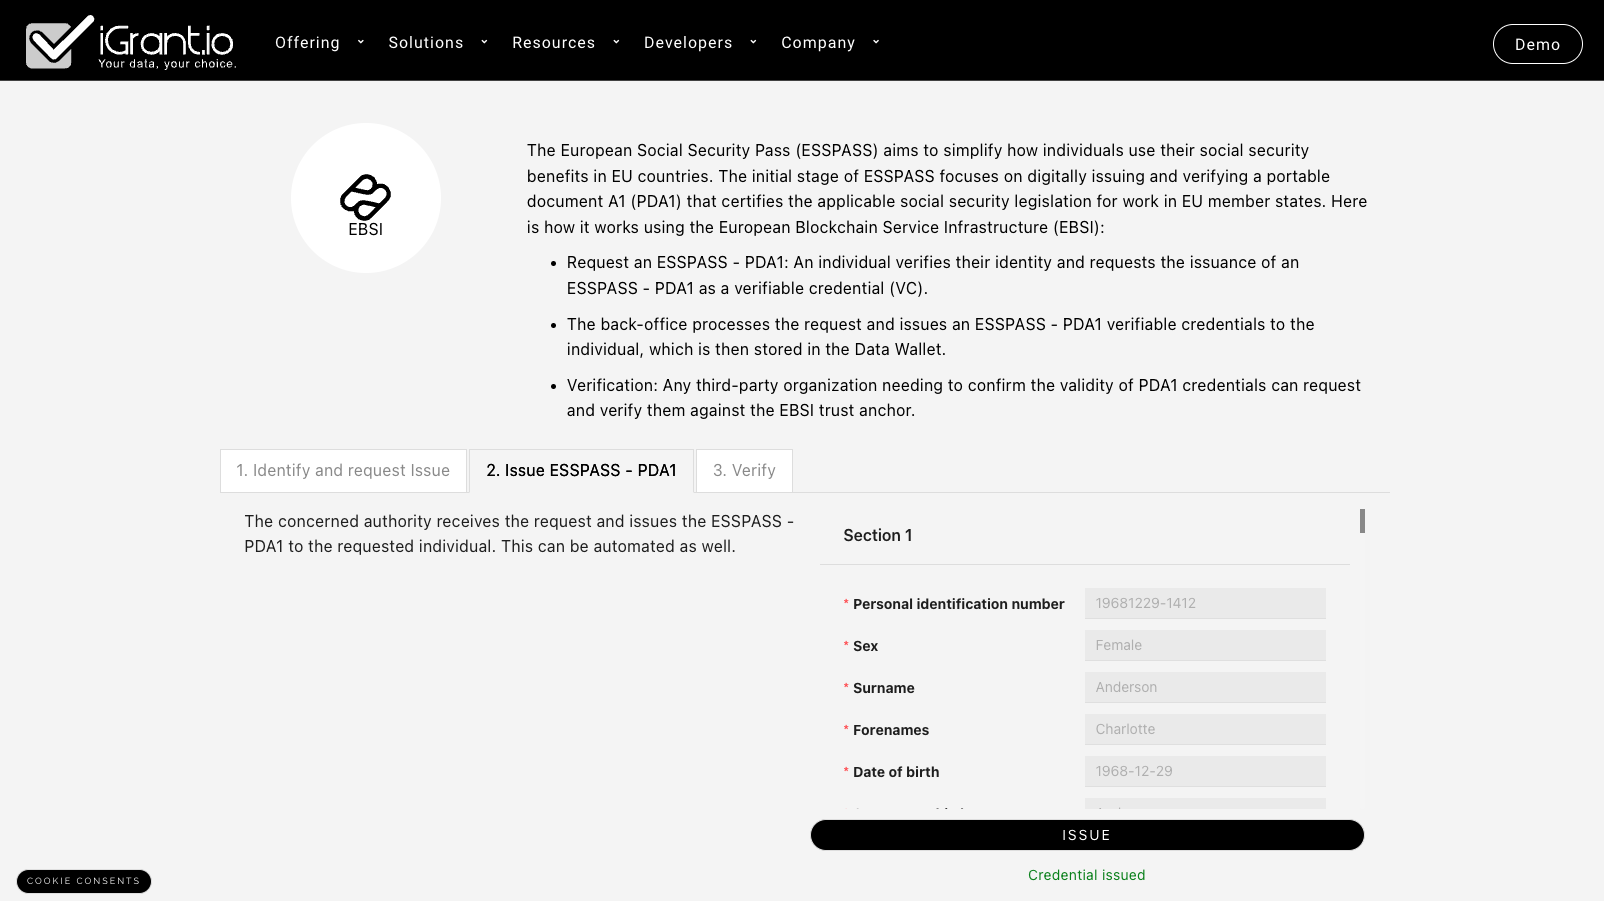 iGrant.io
Your data, your choice.
Offering
Solutions
Resources
Developers
Company
Demo
EBSI
The European Social Security Pass (ESSPASS) aims to simplify how individuals use their social security
benefits in EU countries. The initial stage of ESSPASS focuses on digitally issuing and verifying a portable
document A1 (PDA1) that certifies the applicable social security legislation for work in EU member states. Here
is how it works using the European Blockchain Service Infrastructure (EBSI):
• Request an ESSPASS - PDA1: An individual verifies their identity and requests the issuance of an
ESSPASS - PDA1 as a verifiable credential (VC).
• The back-office processes the request and issues an ESSPASS - PDA1 verifiable credentials to the
individual, which is then stored in the Data Wallet.
• Verification: Any third-party organization needing to confirm the validity of PDA1 credentials can request
and verify them against the EBSI trust anchor.
1. Identify and request Issue
2. Issue ESSPASS - PDA1
3. Verify
The concerned authority receives the request and issues the ESSPASS -
PDA1 to the requested individual. This can be automated as well.
Section 1
* Personal identification number 19681229-1412
* Sex Female
* Surname Anderson
* Forenames Charlotte
* Date of birth 1968-12-29
ISSUE
Credential issued
COOKIE CONSENTS